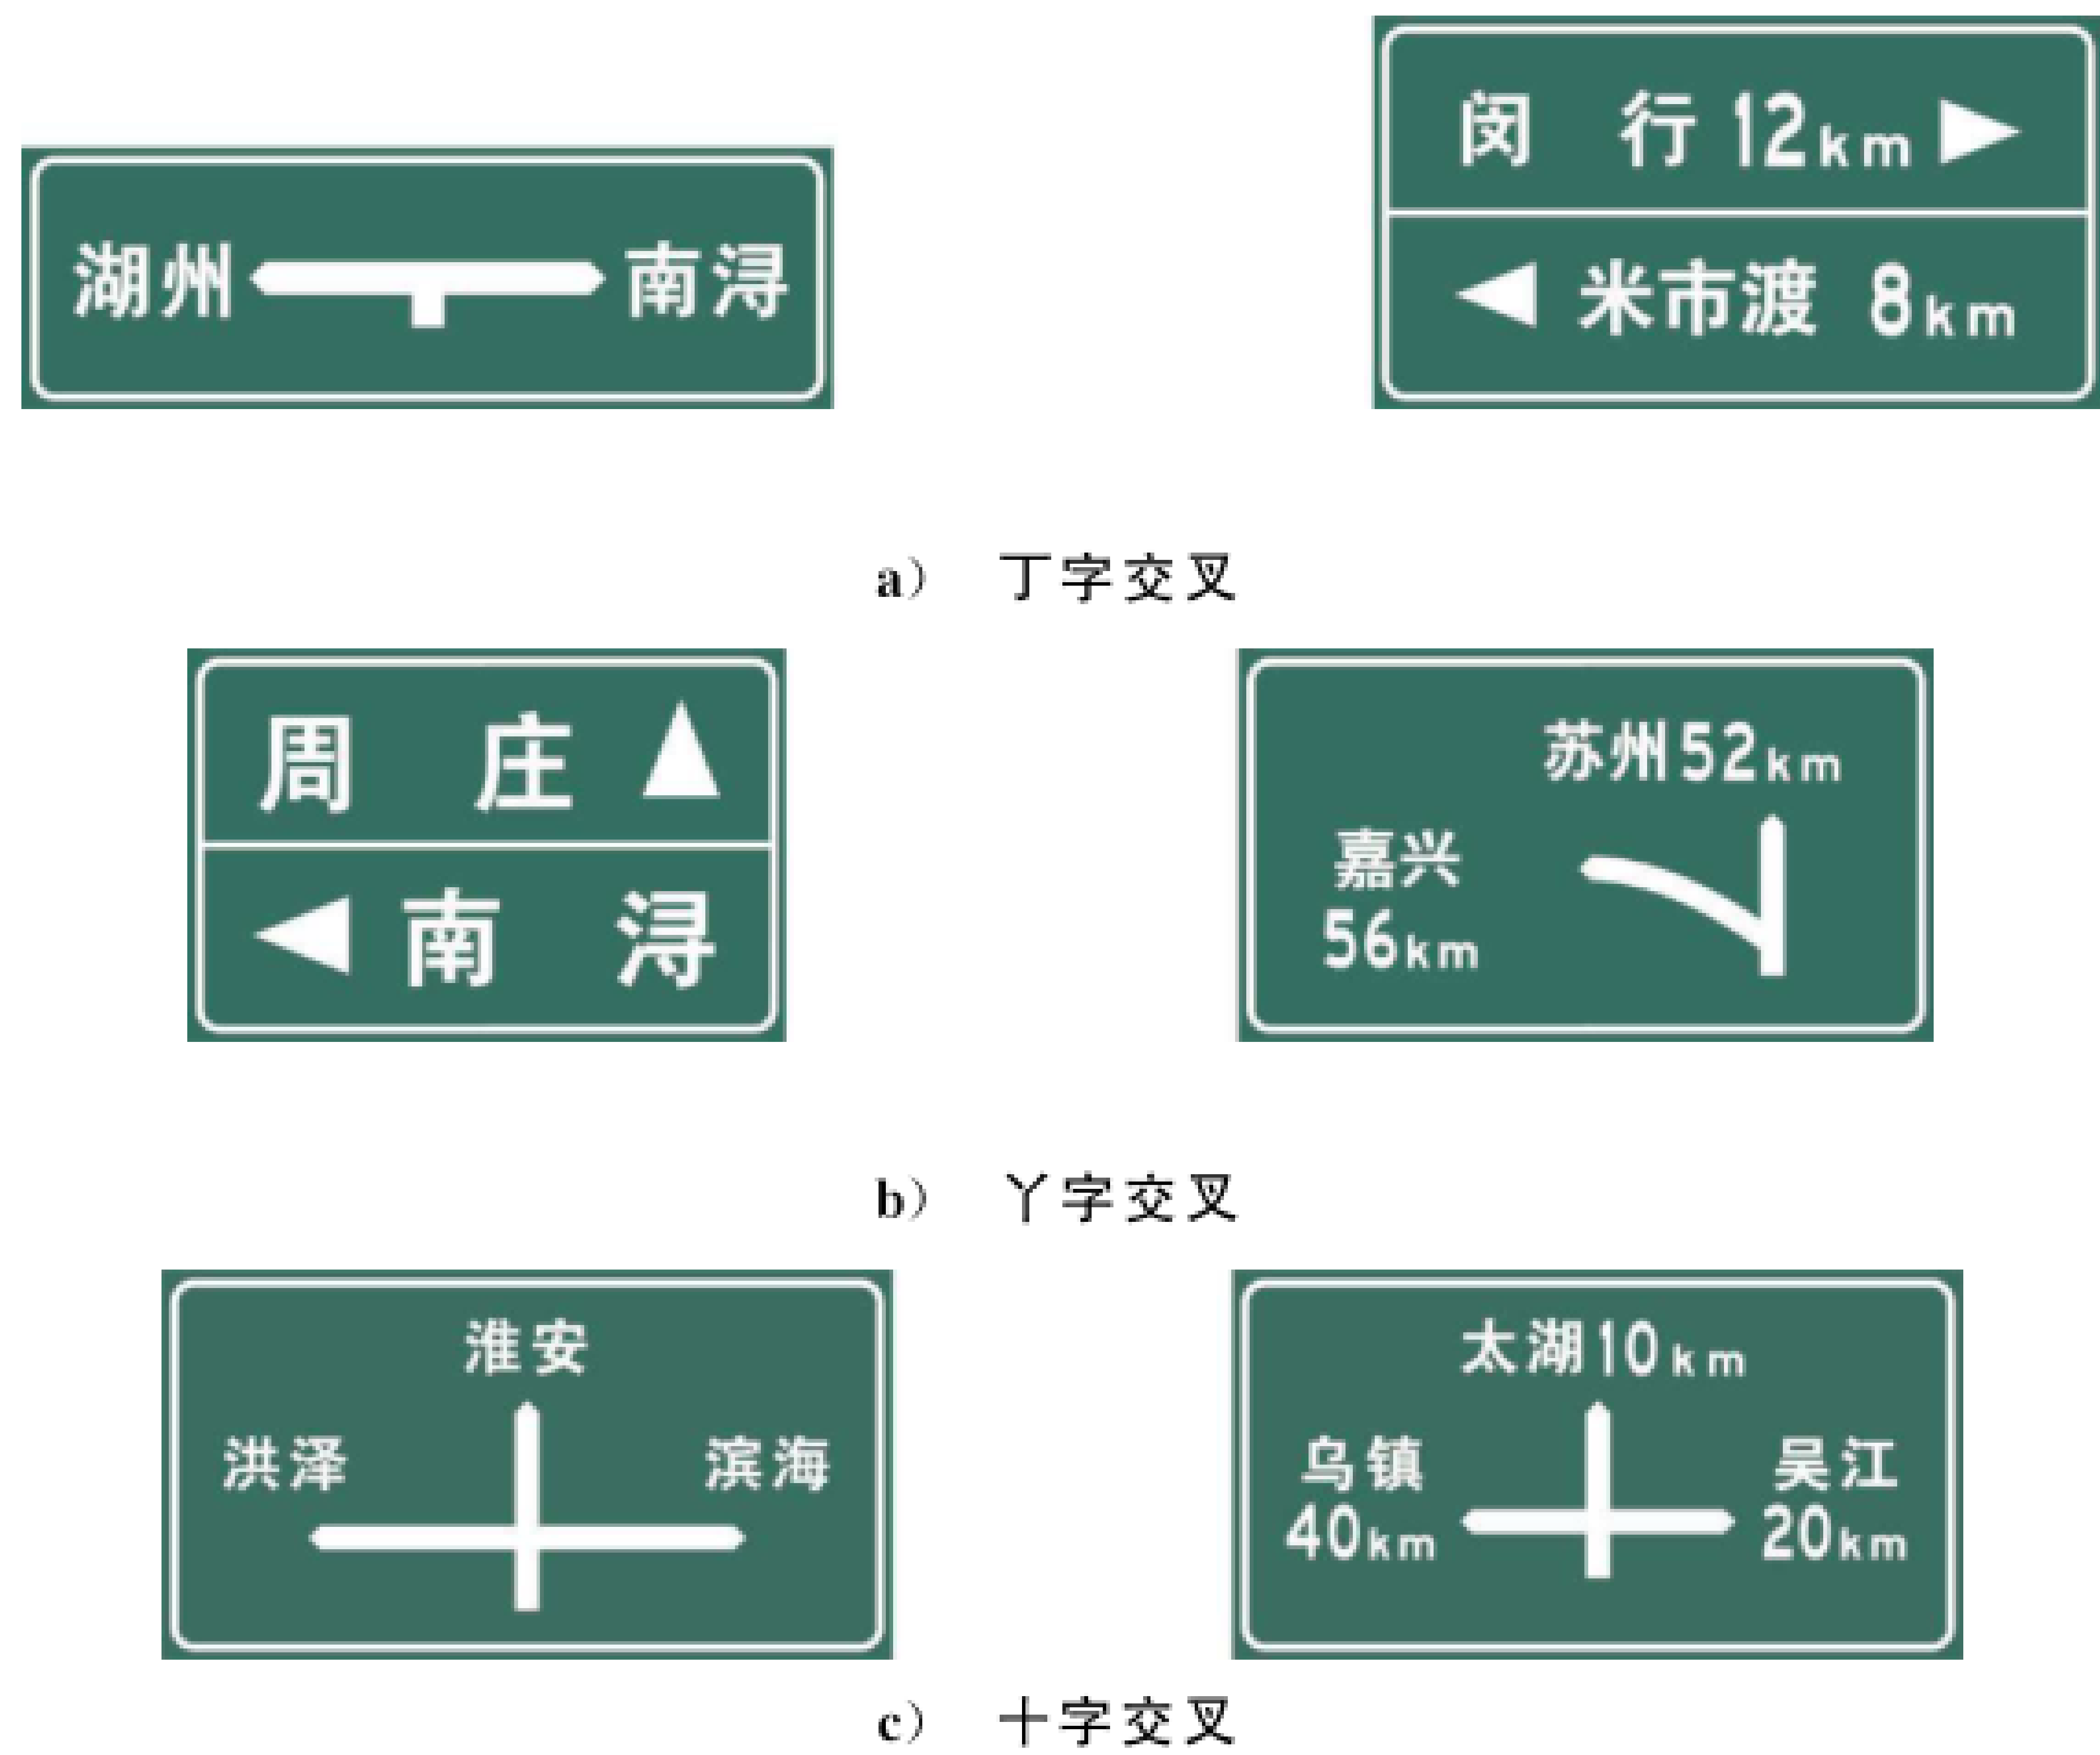 湖州 南浔
闵 行 12km
米市渡 8km
a） 丁字交叉
周 庄
南 浔
苏州52km
嘉兴
56km
b） 丫字交叉
淮安
洪泽 滨海
太湖10km
乌镇 吴江
40km 20km
c） 十字交叉